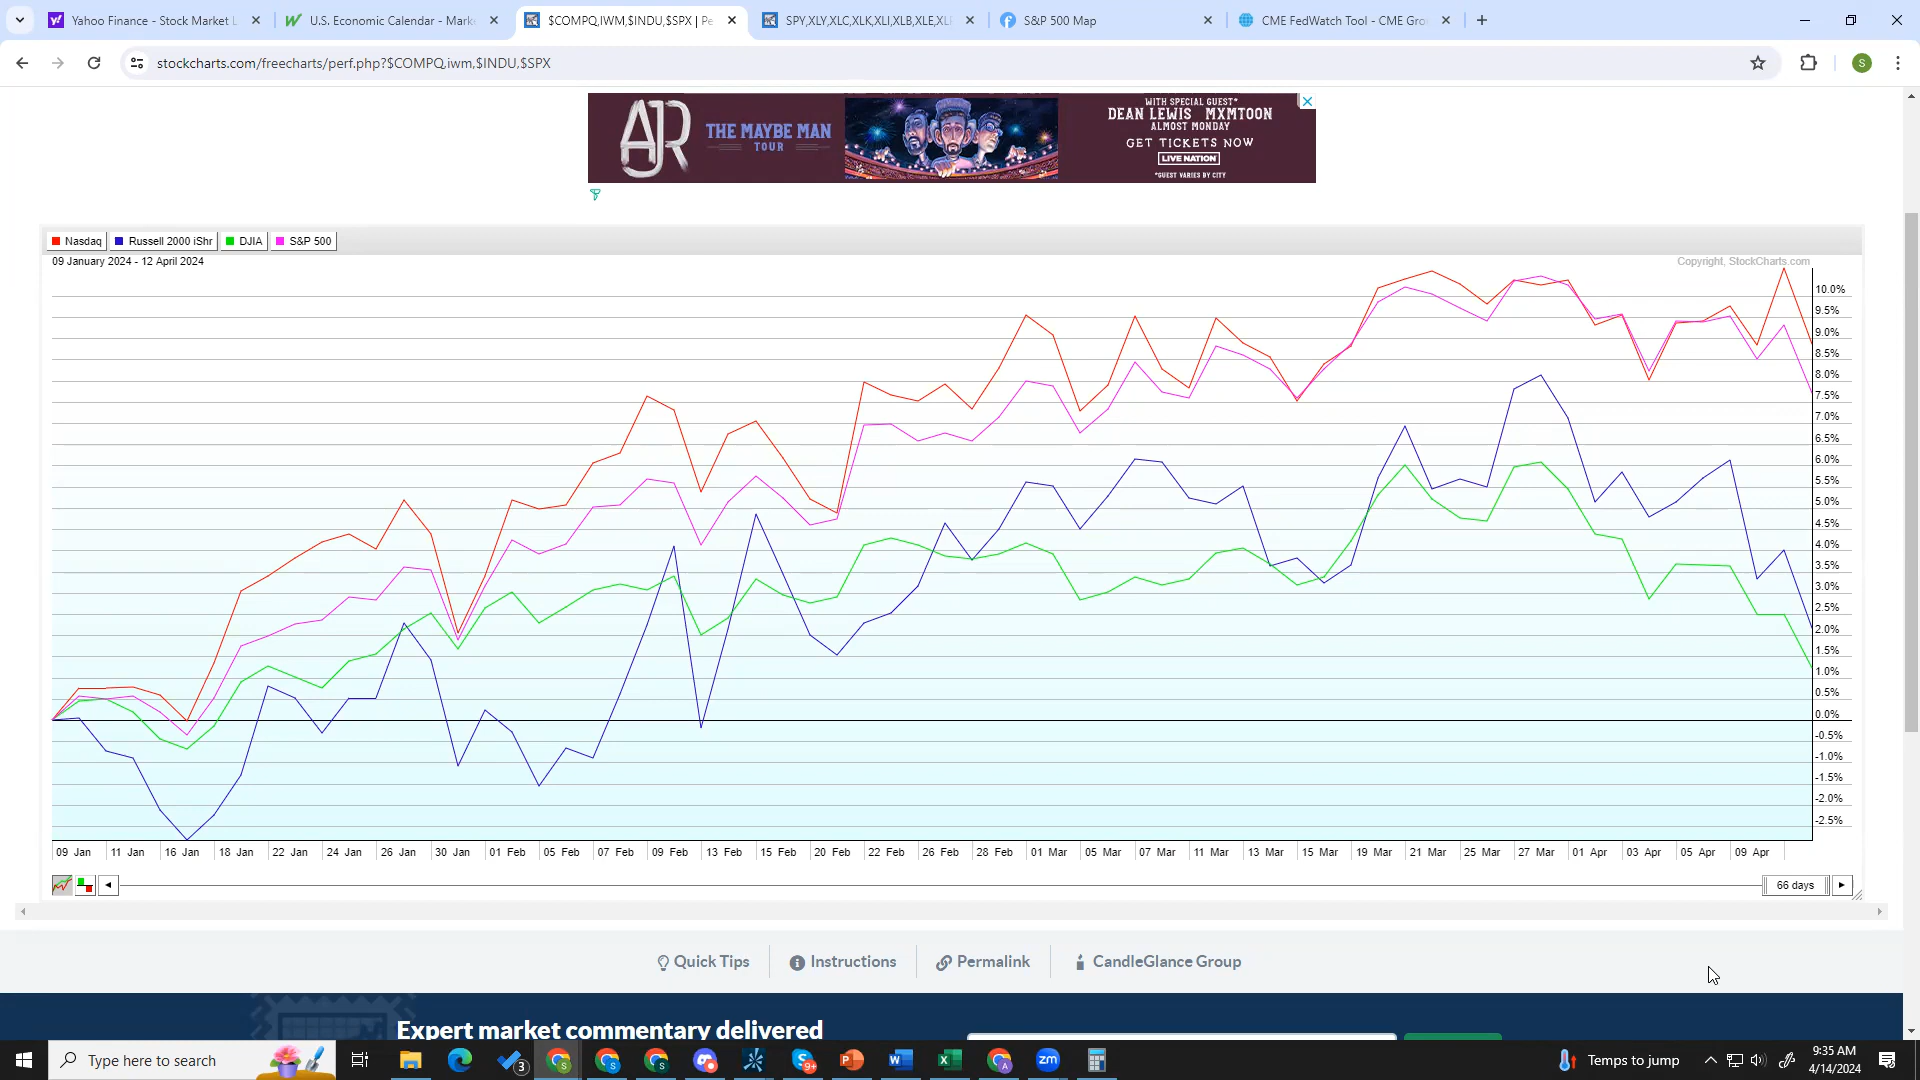 Yahoo Finance - Stock Market L
U.S. Economic Calendar - Mark
$COMPQ,IWM,$INDU,$SPX | Pe
SPY,XLY,XLC,XLK,XLI,XLB,XLE,XL
S&P 500 Map
CME FedWatch Tool - CME Gro
stockcharts.com/freecharts/perf.php?$COMPQ,iwm,$INDU,$SPX
S
AJR
THE MAYBE MAN
TOUR
WITH SPECIAL GUEST*
DEAN LEWIS MXMTOON
ALMOST MONDAY
GET TICKETS NOW
LIVE NATION
*GUEST VARIES BY CITY
Nasdaq
Russell 2000 iShr
DJIA
S&P 500
09 January 2024 - 12 April 2024
Copyright, StockCharts.com
10.0%
9.5%
9.0%
8.5%
8.0%
7.5%
7.0%
6.5%
6.0%
5.5%
5.0%
4.5%
4.0%
3.5%
3.0%
2.5%
2.0%
1.5%
1.0%
0.5%
0.0%
-0.5%
-1.0%
-1.5%
-2.0%
-2.5%
09 Jan 11 Jan 16 Jan 18 Jan 22 Jan 24 Jan 26 Jan 30 Jan 01 Feb 05 Feb 07 Feb 09 Feb 13 Feb 15 Feb 20 Feb 22 Feb 26 Feb 28 Feb 01 Mar 05 Mar 07 Mar 11 Mar 13 Mar 15 Mar 19 Mar 21 Mar 25 Mar 27 Mar 01 Apr 03 Apr 05 Apr 09 Apr
66 days
Quick Tips
Instructions
Permalink
CandleGlance Group
Expert market commentary delivered
Type here to search
3
S
S
S
9+
A
zm
Temps to jump
9:35 AM
4/14/2024